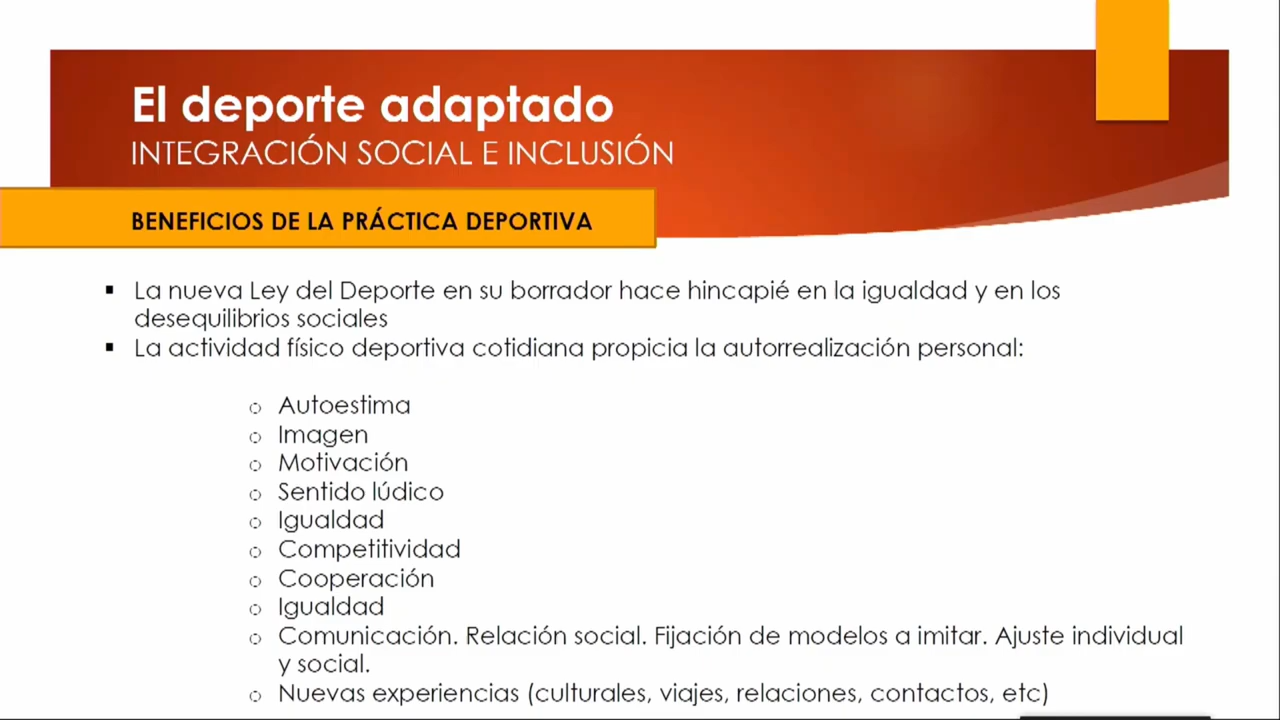 El deporte adaptado
INTEGRACIÓN SOCIAL E INCLUSIÓN
BENEFICIOS DE LA PRÁCTICA DEPORTIVA
▪ La nueva Ley del Deporte en su borrador hace hincapié en la igualdad y en los
desequilibrios sociales
▪ La actividad físico deportiva cotidiana propicia la autorrealización personal:
o Autoestima
o Imagen
o Motivación
o Sentido lúdico
o Igualdad
o Competitividad
o Cooperación
o Igualdad
o Comunicación. Relación social. Fijación de modelos a imitar. Ajuste individual
y social.
o Nuevas experiencias (culturales, viajes, relaciones, contactos, etc)